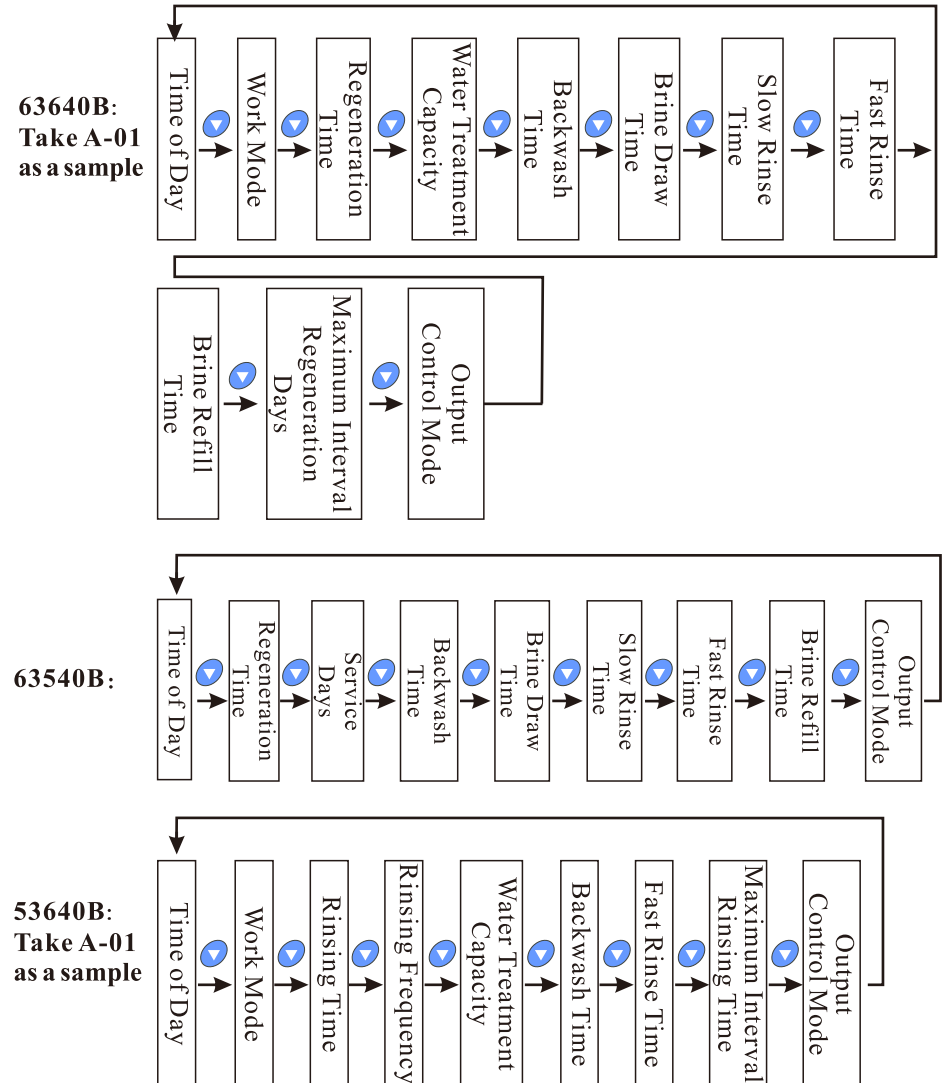 63640B:
Take A-01
as a sample
Time of Day
Work Mode
Regeneration
Time
Water Treatment
Capacity
Backwash
Time
Brine Draw
Time
Slow Rinse
Time
Fast Rinse
Time
Brine Refill
Time
Maximum Interval
Regeneration
Days
Output
Control Mode
63540B:
Time of Day
Regeneration
Time
Service
Days
Backwash
Time
Brine Draw
Time
Slow Rinse
Time
Fast Rinse
Time
Brine Refill
Time
Output
Control Mode
53640B:
Take A-01
as a sample
Time of Day
Work Mode
Rinsing Time
Rinsing Frequency
Water Treatment
Capacity
Backwash Time
Fast Rinse Time
Maximum Interval
Rinsing Time
Output
Control Mode